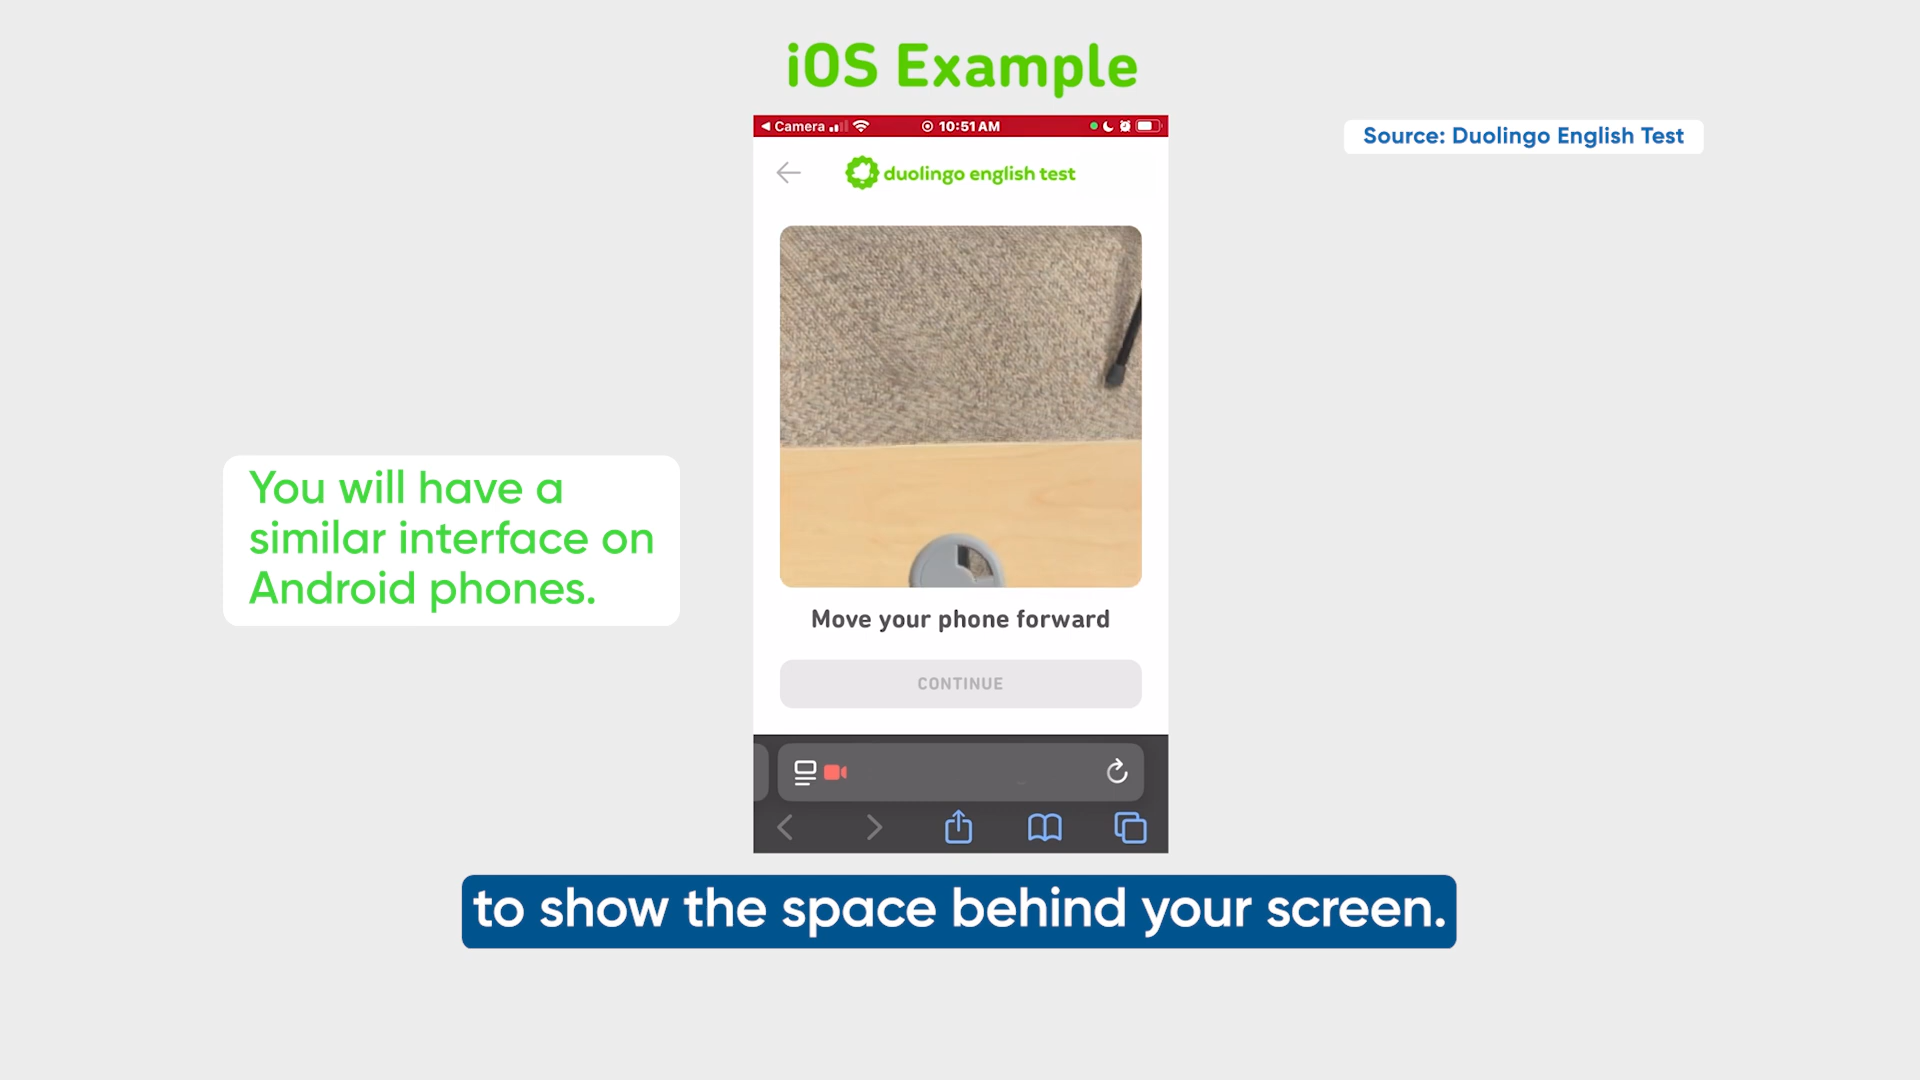 iOS Example
Camera
10:51 AM
Source: Duolingo English Test
duolingo english test
You will have a
similar interface on
Android phones.
Move your phone forward
CONTINUE
to show the space behind your screen.